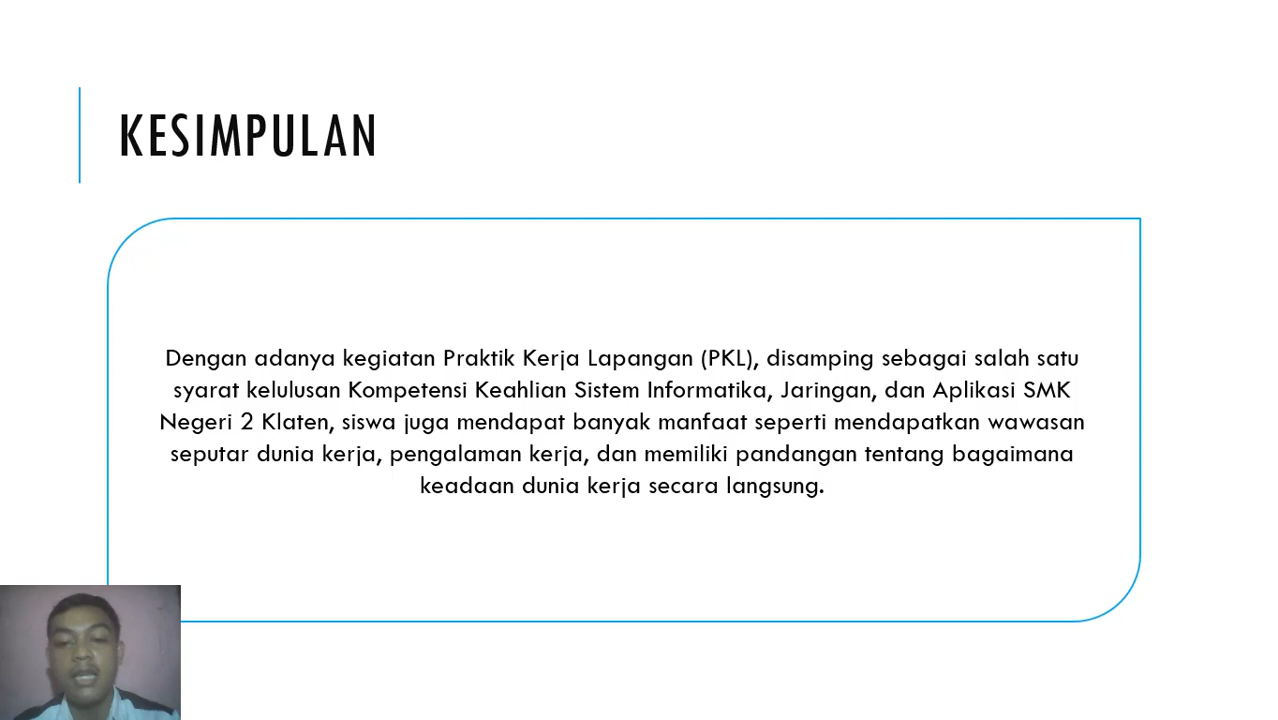 KESIMPULAN
Dengan adanya kegiatan Praktik Kerja Lapangan (PKL), disamping sebagai salah satu
syarat kelulusan Kompetensi Keahlian Sistem Informatika, Jaringan, dan Aplikasi SMK
Negeri 2 Klaten, siswa juga mendapat banyak manfaat seperti mendapatkan wawasan
seputar dunia kerja, pengalaman kerja, dan memiliki pandangan tentang bagaimana
keadaan dunia kerja secara langsung.